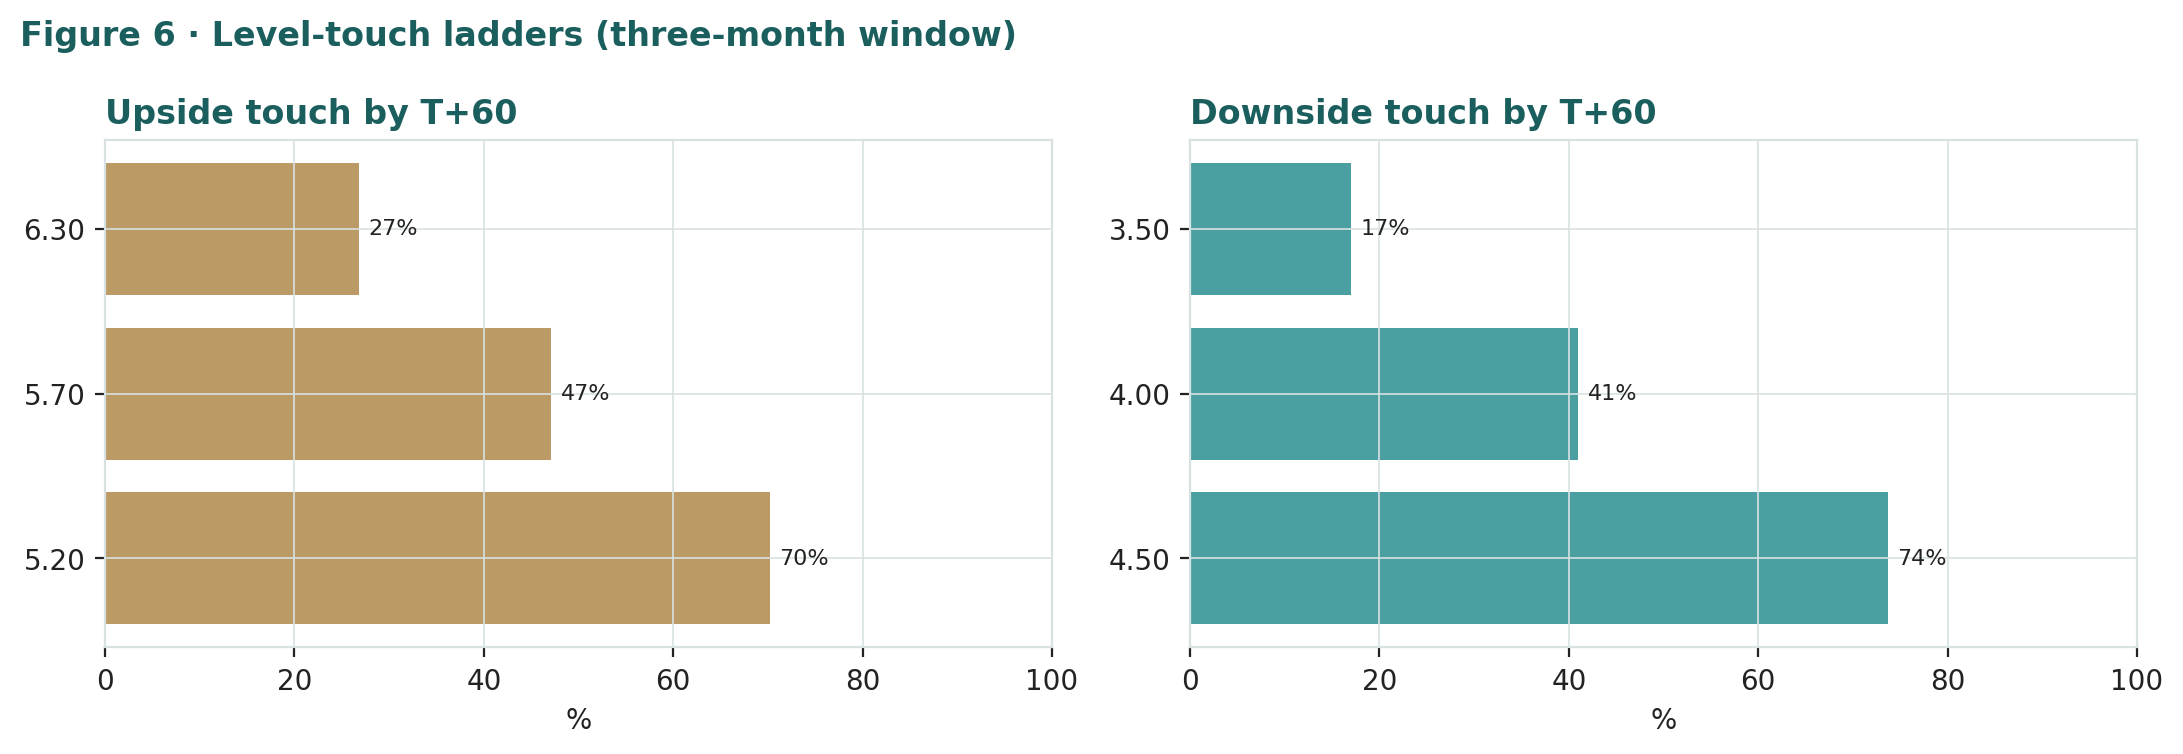 Figure 6 · Level-touch ladders (three-month window)
Upside touch by T+60
6.30
27%
5.70
47%
5.20
70%
0 20 40 60 80 100
%
Downside touch by T+60
3.50
17%
4.00
41%
4.50
74%
0 20 40 60 80 100
%